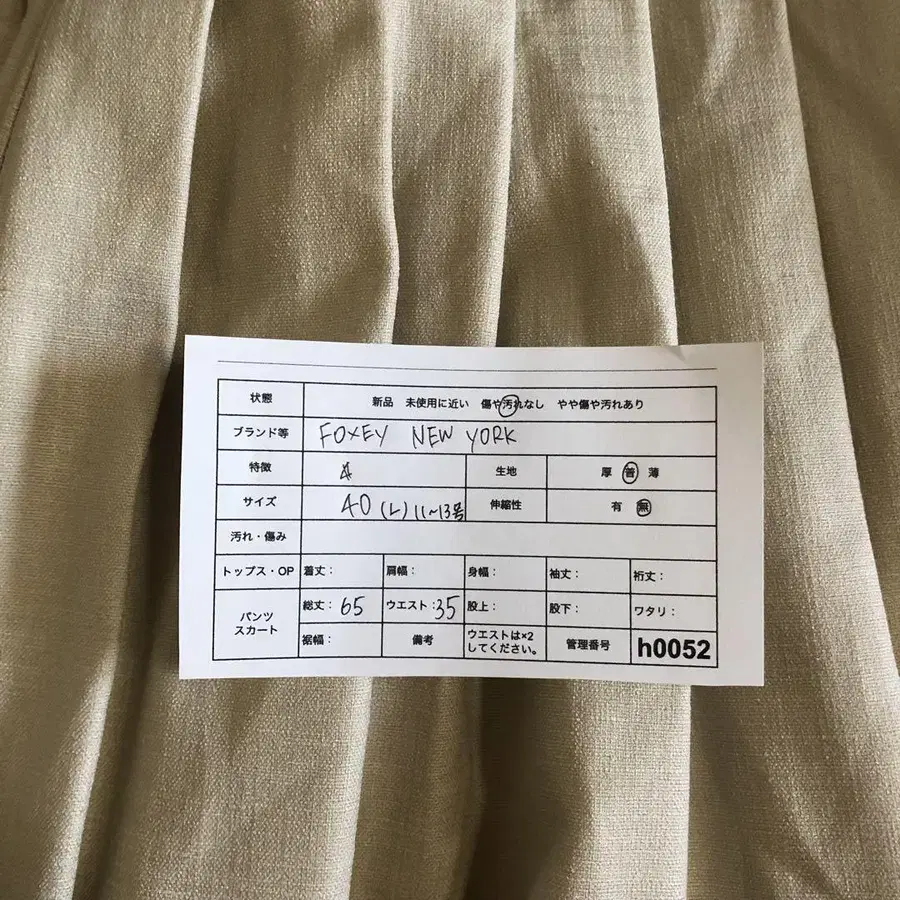 状態 新品 未使用に近い 傷や汚れなし やや傷や汚れあり
ブランド等 FOXEY NEW YORK
特徴 生地 厚 普 薄
サイズ 40 (L) 11~13号 伸縮性 有 無
汚れ・傷み
トップス・OP 着丈: 肩幅: 身幅: 袖丈: 裄丈:
パンツ スカート 総丈:65 ウエスト:35 股上: 股下: ワタリ:
裾幅: 備考 ウエストは×2 してください。 管理番号 h0052